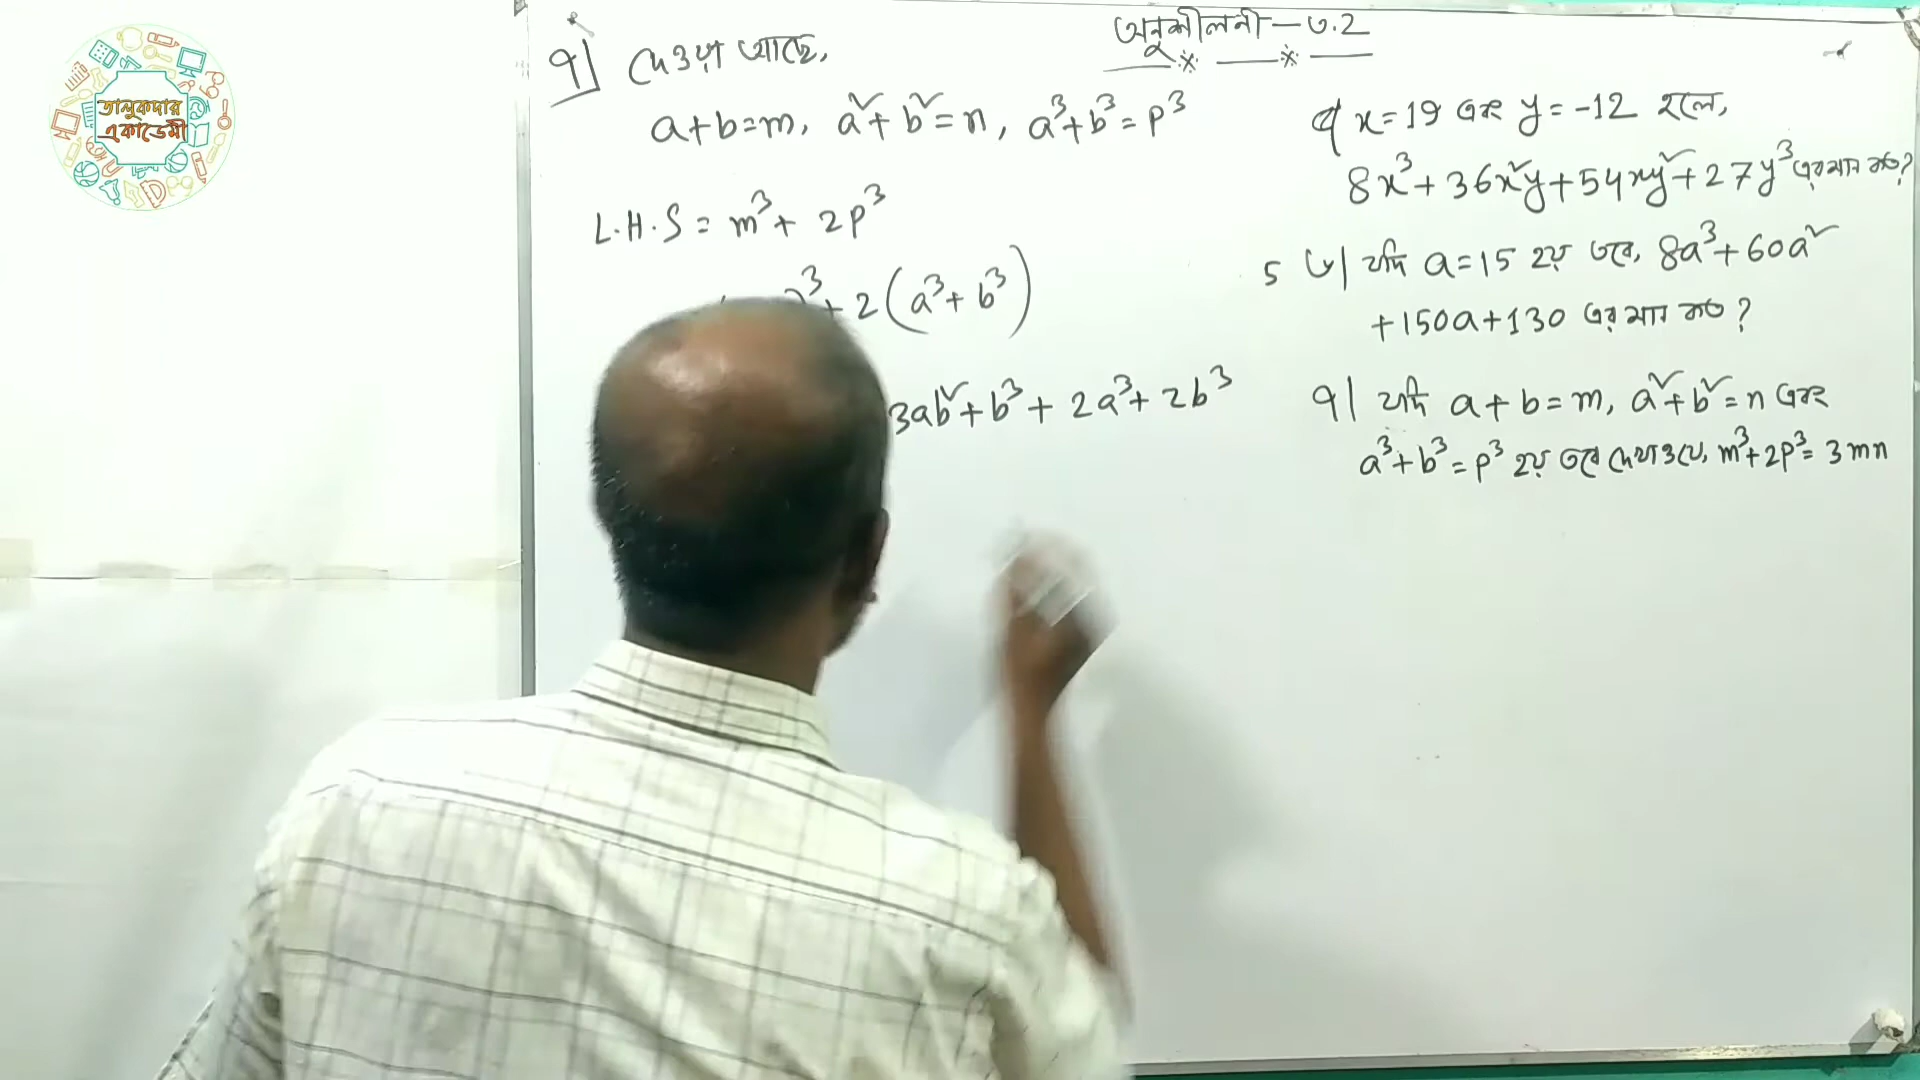 তালুকদার
একাডেমী
অনুশীলনী - ৩.2
৭| দেওয়া আছে,
a+b=m, a²+b²=n, a³+b³=p³
L.H.S = m³+ 2p³
)³+2(a³+b³)
3ab²+b³+ 2a³+2b³
x=19 এবং y=-12 হলে,
8x³+36x²y+54xy²+27y³ এর মান কত?
5 ৬| যদি a=15 হয় তবে, 8a³+60a²
+150a+130 এর মান কত?
৭| যদি a+b=m, a²+b²=n এবং
a³+b³=p³ হয় তবে দেখাও যে, m³+2p³=3mn